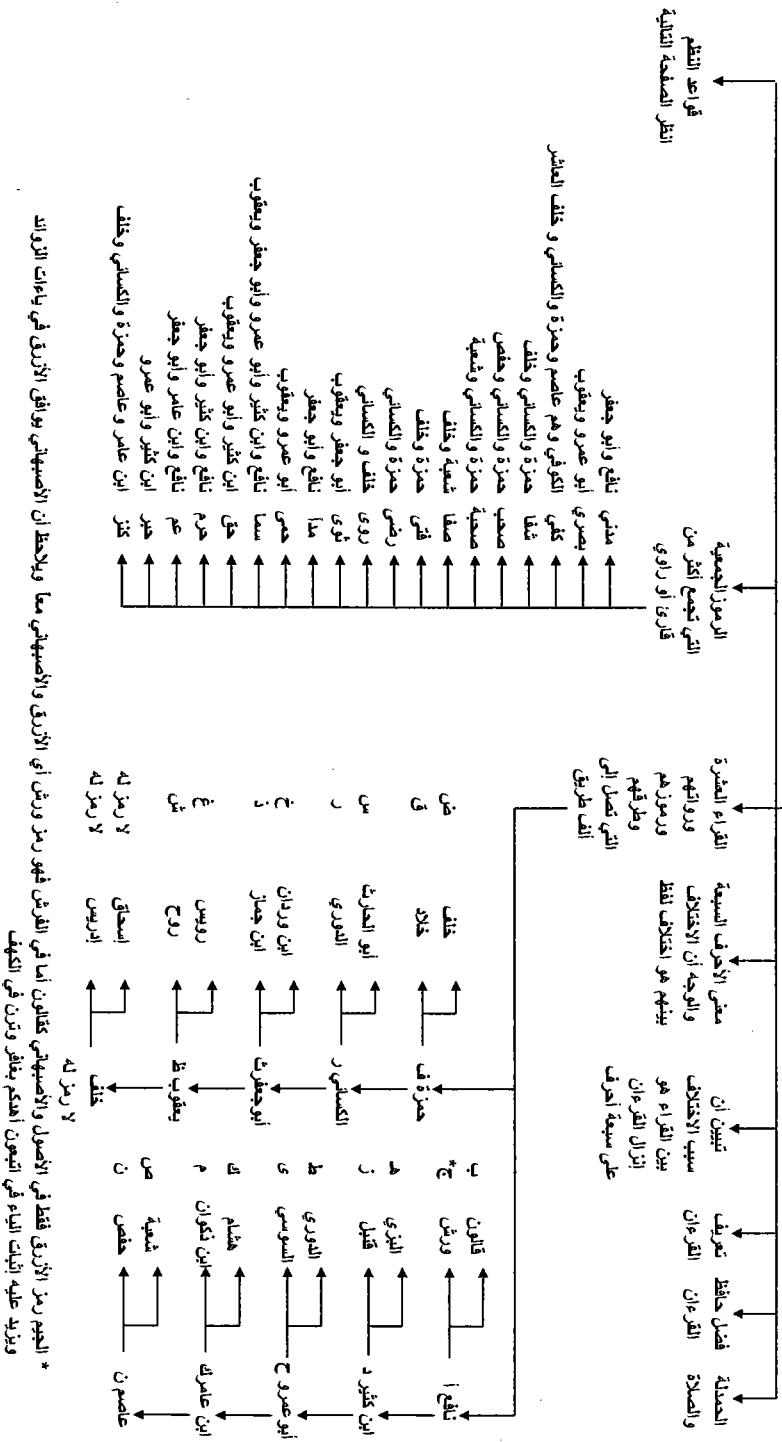 الحمدلة
والصلاة
فضل حافظ
القرءان
تعريف
القرءان
تبيين أن
سبب الاختلاف
بين القراء هو
إنزال القرءان
على سبعة أحرف
معنى الأحرف السبعة
والوجه أن الاختلاف
بينهم هو اختلاف لفظ
القراء العشرة
ورواتهم
ورموزهم
وطرقهم
التي تصل إلى
ألف طريق
الرموز الجمعية
التي تجمع أكثر من
قارئ أو راوي
قواعد النظم
انظر الصفحة التالية
نافع أ
قالون ب
ورش ج*
ابن كثير د
البزي هـ
قنبل ز
أبو عمرو ح
الدوري ط
السوسي ى
ابن عامر ك
هشام ك
ابن ذكوان م
عاصم ن
شعبة ص
حفص ن
حمزة ف
خلف ض
خلاد ق
الكسائي ر
أبو الحارث س
الدوري ر
أبو جعفر ث
ابن وردان خ
ابن جماز ذ
يعقوب ظ
رويس غ
روح ش
خلف
لا رمز له
إسحاق لا رمز له
إدريس لا رمز له
مدني نافع وأبو جعفر
بصري أبو عمرو ويعقوب
كفي الكوفي وهم عاصم وحمزة والكسائي و خلف العاشر
شفا حمزة والكسائي وخلف
صحب حمزة والكسائي وحفص
صحبة حمزة والكسائي وشعبة
صفا شعبة وخلف
فتى حمزة وخلف
رضى حمزة والكسائي
روى خلف و الكسائي
ثوى أبو جعفر ويعقوب
مدا نافع وأبو جعفر
حمى أبو عمرو ويعقوب
سما نافع وابن كثير وأبو عمرو وأبو جعفر ويعقوب
حق ابن كثير وأبو عمرو ويعقوب
حرم نافع وابن كثير وأبو جعفر
عم نافع وابن عامر وأبو جعفر
حبر ابن كثير وأبو عمرو
كنز ابن عامر وعاصم وحمزة والكسائي وخلف
* الجيم رمز الأزرق فقط في الأصول والأصبهاني كقالون أما في الفرش فهو رمز ورش أي الأزرق والأصبهاني معا ويلاحظ أن الأصبهاني يوافق الأزرق في ياءات الزوائد
ويزيد عليه إثبات الياء في اتبعون أهدكم بغافر وترن في الكهف